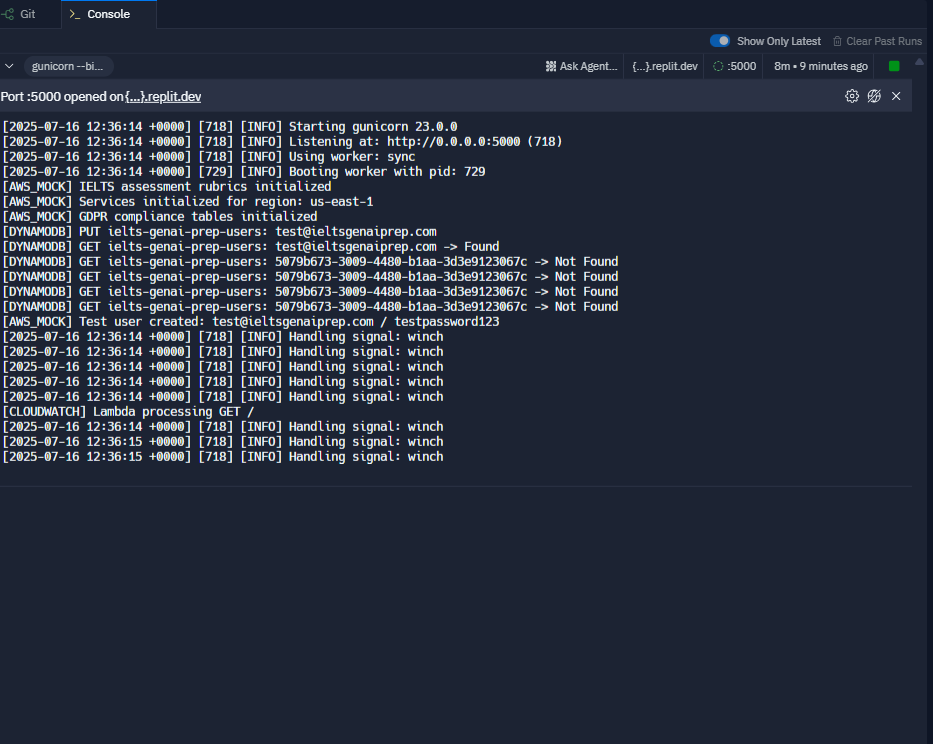 Git
>_ Console
Show Only Latest Clear Past Runs
gunicorn --bi... Ask Agent... {...}.replit.dev :5000 8m • 9 minutes ago
Port :5000 opened on {...}.replit.dev
[2025-07-16 12:36:14 +0000] [718] [INFO] Starting gunicorn 23.0.0
[2025-07-16 12:36:14 +0000] [718] [INFO] Listening at: http://0.0.0.0:5000 (718)
[2025-07-16 12:36:14 +0000] [718] [INFO] Using worker: sync
[2025-07-16 12:36:14 +0000] [729] [INFO] Booting worker with pid: 729
[AWS_MOCK] IELTS assessment rubrics initialized
[AWS_MOCK] Services initialized for region: us-east-1
[AWS_MOCK] GDPR compliance tables initialized
[DYNAMODB] PUT ielts-genai-prep-users: test@ieltsgenaiprep.com
[DYNAMODB] GET ielts-genai-prep-users: test@ieltsgenaiprep.com -> Found
[DYNAMODB] GET ielts-genai-prep-users: 5079b673-3009-4480-b1aa-3d3e9123067c -> Not Found
[DYNAMODB] GET ielts-genai-prep-users: 5079b673-3009-4480-b1aa-3d3e9123067c -> Not Found
[DYNAMODB] GET ielts-genai-prep-users: 5079b673-3009-4480-b1aa-3d3e9123067c -> Not Found
[DYNAMODB] GET ielts-genai-prep-users: 5079b673-3009-4480-b1aa-3d3e9123067c -> Not Found
[AWS_MOCK] Test user created: test@ieltsgenaiprep.com / testpassword123
[2025-07-16 12:36:14 +0000] [718] [INFO] Handling signal: winch
[2025-07-16 12:36:14 +0000] [718] [INFO] Handling signal: winch
[2025-07-16 12:36:14 +0000] [718] [INFO] Handling signal: winch
[2025-07-16 12:36:14 +0000] [718] [INFO] Handling signal: winch
[2025-07-16 12:36:14 +0000] [718] [INFO] Handling signal: winch
[CLOUDWATCH] Lambda processing GET /
[2025-07-16 12:36:14 +0000] [718] [INFO] Handling signal: winch
[2025-07-16 12:36:15 +0000] [718] [INFO] Handling signal: winch
[2025-07-16 12:36:15 +0000] [718] [INFO] Handling signal: winch